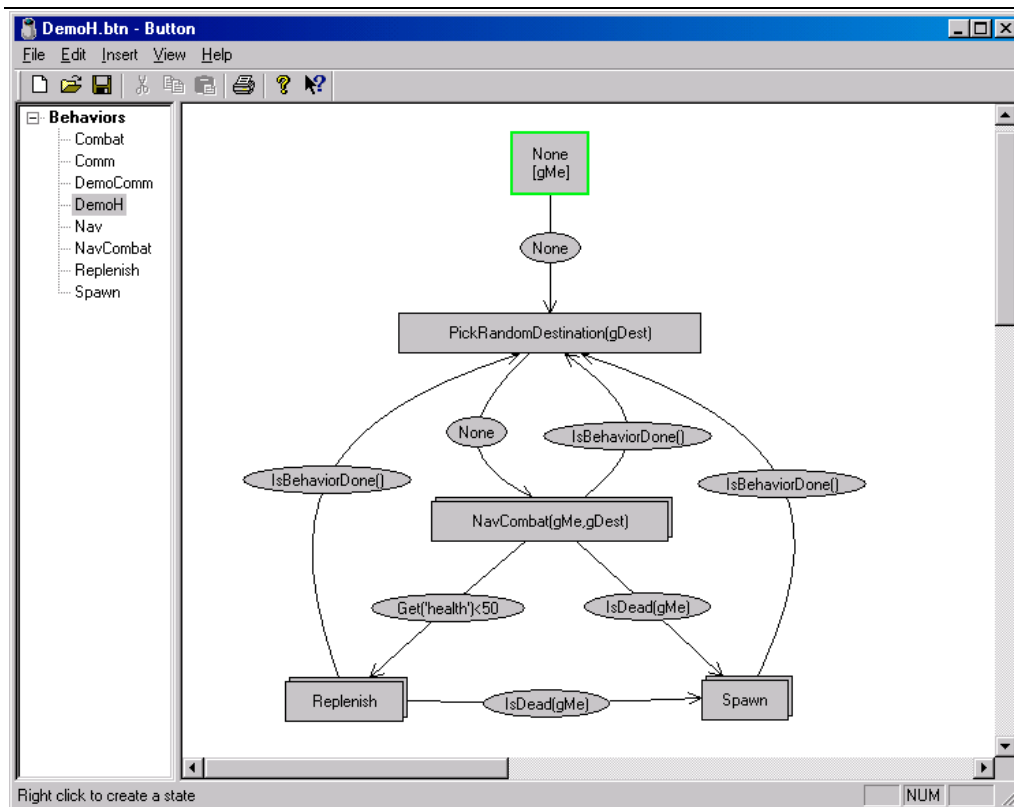 DemoH.btn - Button
File Edit Insert View Help
Behaviors
Combat
Comm
DemoComm
DemoH
Nav
NavCombat
Replenish
Spawn
None
[gMe]
None
PickRandomDestination(gDest)
None
IsBehaviorDone()
IsBehaviorDone()
IsBehaviorDone()
NavCombat(gMe,gDest)
Get('health')<50
IsDead(gMe)
Replenish
IsDead(gMe)
Spawn
Right click to create a state
NUM